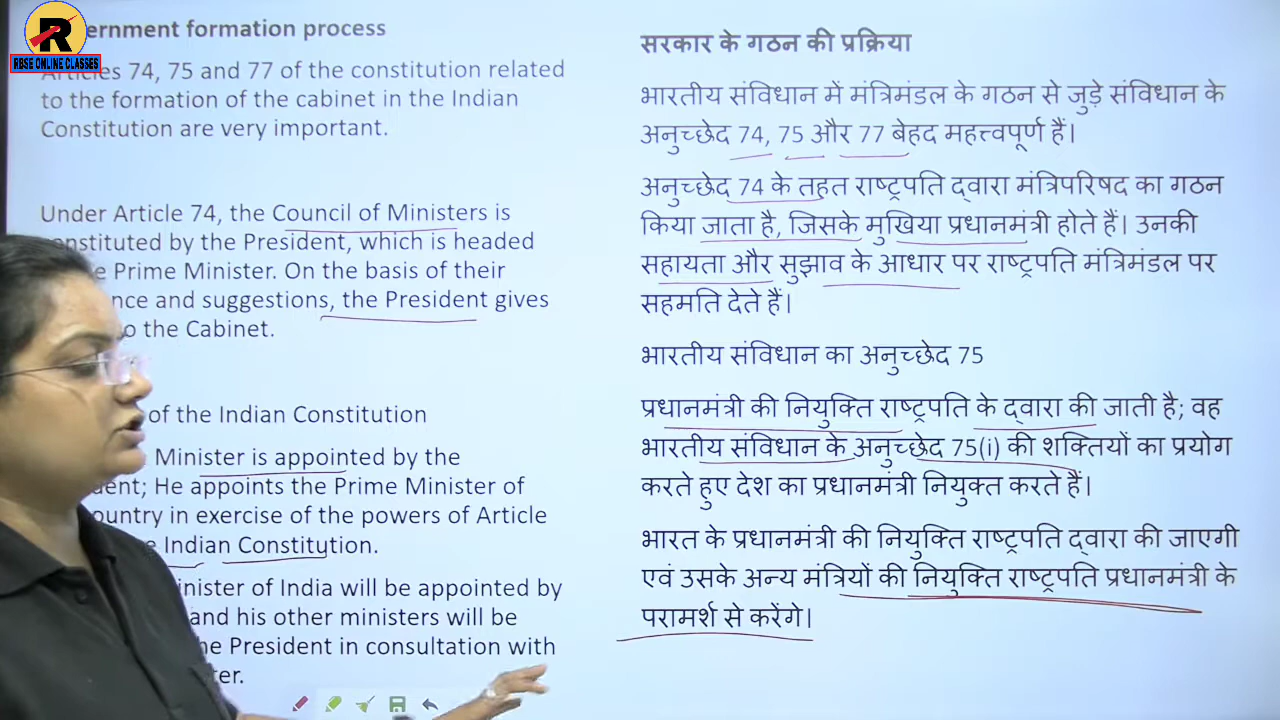 R
RBSE ONLINE CLASSES
ernment formation process
Articles 74, 75 and 77 of the constitution related
to the formation of the cabinet in the Indian
Constitution are very important.
Under Article 74, the Council of Ministers is
constituted by the President, which is headed
Prime Minister. On the basis of their
and suggestions, the President gives
to the Cabinet.
of the Indian Constitution
Minister is appointed by the
He appoints the Prime Minister of
in exercise of the powers of Article
Indian Constitution.
of India will be appointed by
and his other ministers will be
President in consultation with
सरकार के गठन की प्रक्रिया
भारतीय संविधान में मंत्रिमंडल के गठन से जुड़े संविधान के
अनुच्छेद 74, 75 और 77 बेहद महत्त्वपूर्ण हैं।
अनुच्छेद 74 के तहत राष्ट्रपति द्वारा मंत्रिपरिषद का गठन
किया जाता है, जिसके मुखिया प्रधानमंत्री होते हैं। उनकी
सहायता और सुझाव के आधार पर राष्ट्रपति मंत्रिमंडल पर
सहमति देते हैं।
भारतीय संविधान का अनुच्छेद 75
प्रधानमंत्री की नियुक्ति राष्ट्रपति के द्वारा की जाती है; वह
भारतीय संविधान के अनुच्छेद 75(i) की शक्तियों का प्रयोग
करते हुए देश का प्रधानमंत्री नियुक्त करते हैं।
भारत के प्रधानमंत्री की नियुक्ति राष्ट्रपति द्वारा की जाएगी
एवं उसके अन्य मंत्रियों की नियुक्ति राष्ट्रपति प्रधानमंत्री के
परामर्श से करेंगे।